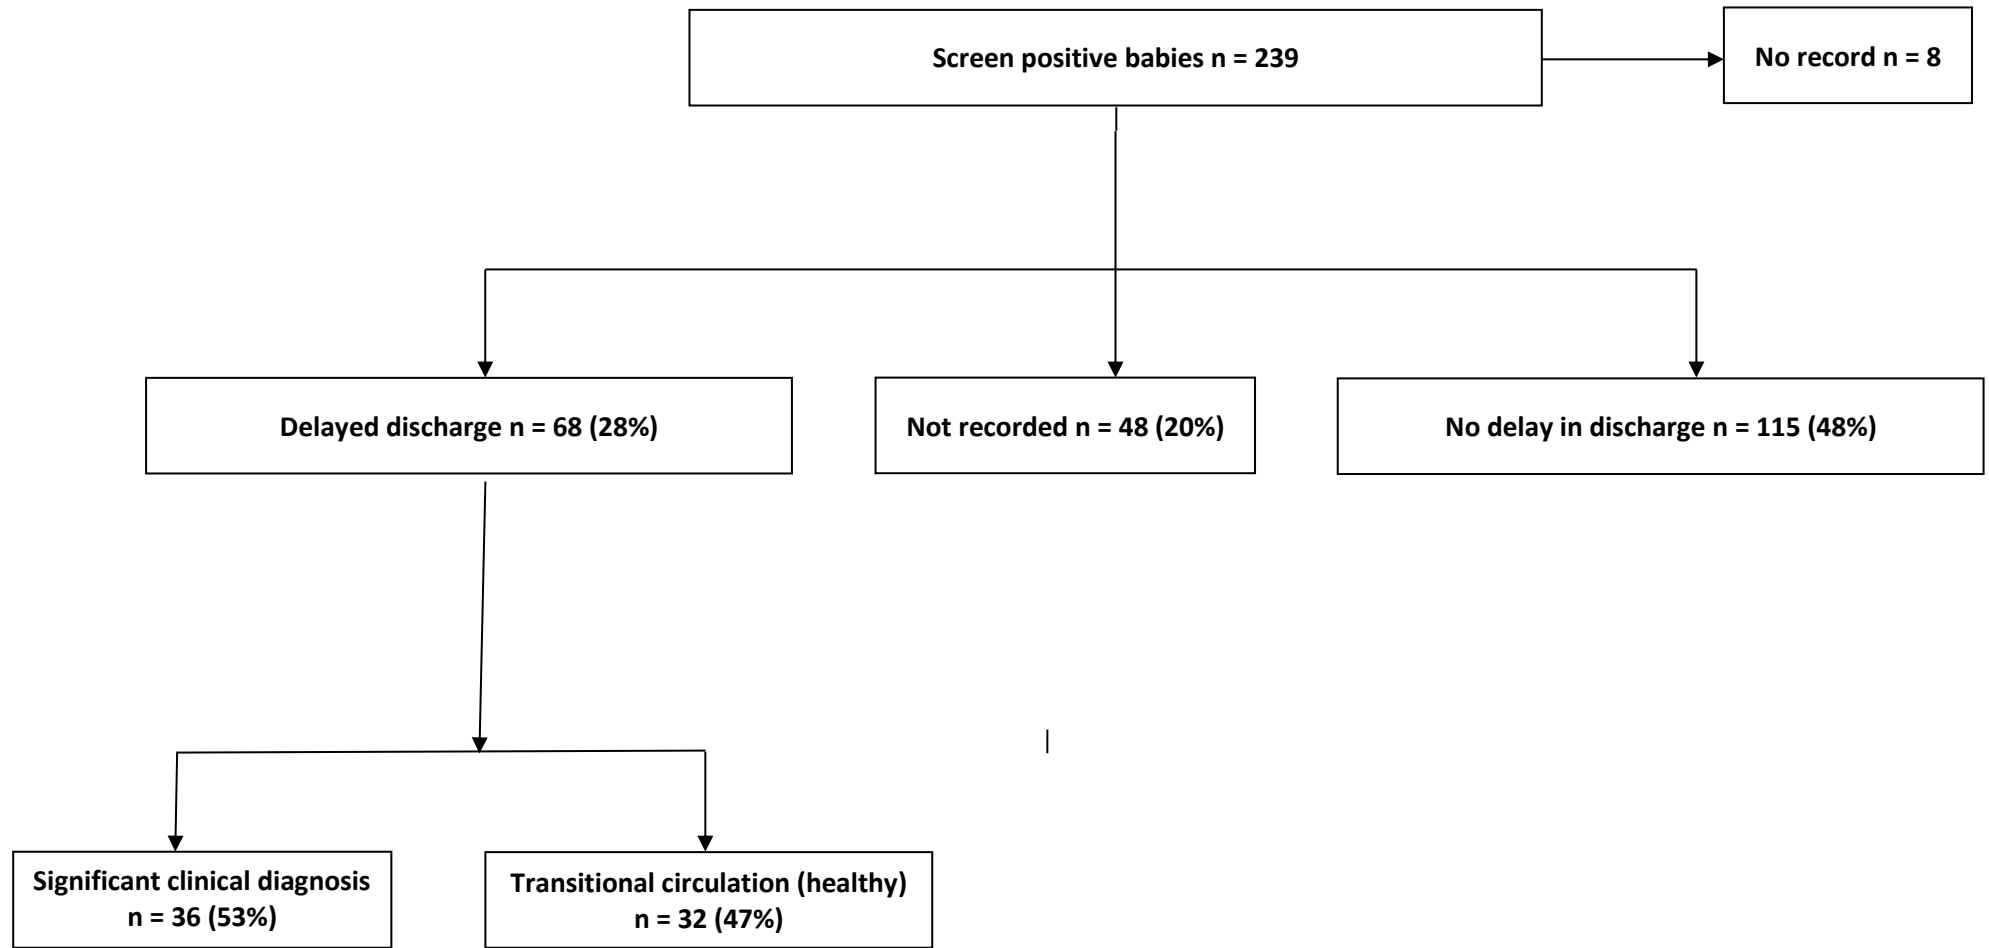 Screen positive babies n = 239
No record n = 8
Delayed discharge n = 68 (28%)
Not recorded n = 48 (20%)
No delay in discharge n = 115 (48%)
Significant clinical diagnosis
n = 36 (53%)
Transitional circulation (healthy)
n = 32 (47%)